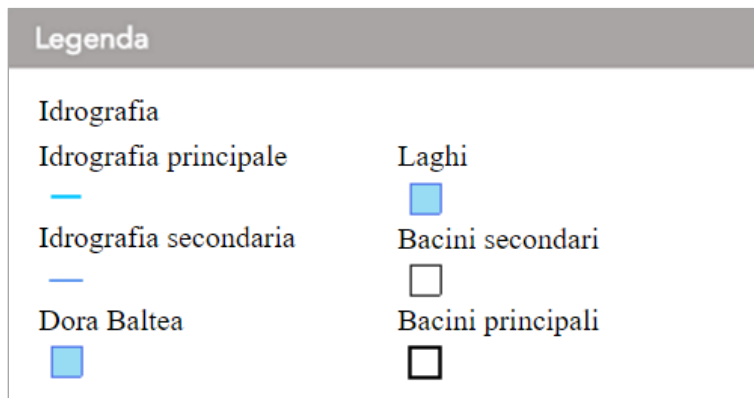 Legenda
Idrografia
Idrografia principale
Laghi
Idrografia secondaria
Bacini secondari
Dora Baltea
Bacini principali